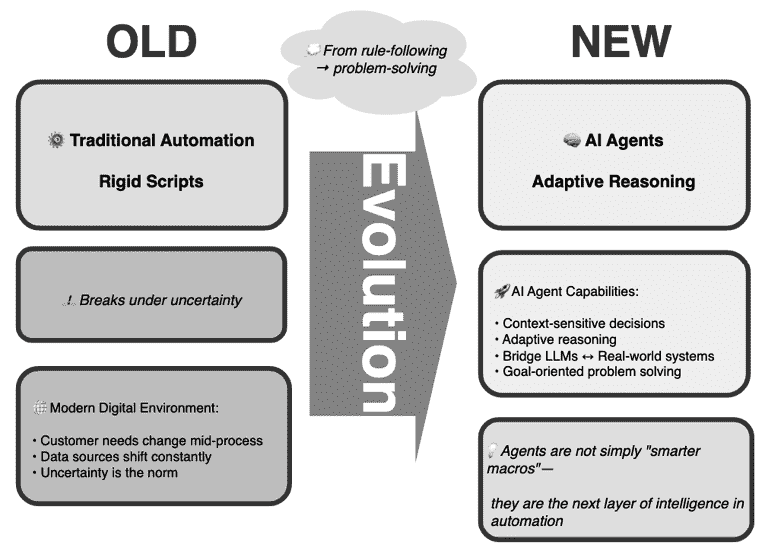 OLD
From rule-following
→ problem-solving
NEW
Traditional Automation
Rigid Scripts
Evolution
AI Agents
Adaptive Reasoning
Breaks under uncertainty
AI Agent Capabilities:
• Context-sensitive decisions
• Adaptive reasoning
• Bridge LLMs ↔ Real-world systems
• Goal-oriented problem solving
Modern Digital Environment:
• Customer needs change mid-process
• Data sources shift constantly
• Uncertainty is the norm
Agents are not simply "smarter
macros"—
they are the next layer of intelligence in
automation